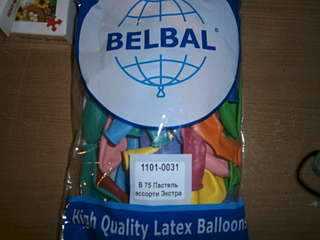 BELBAL®
1101-0031
В 75 Пастель
ассорти Экстра
High Quality Latex Balloons